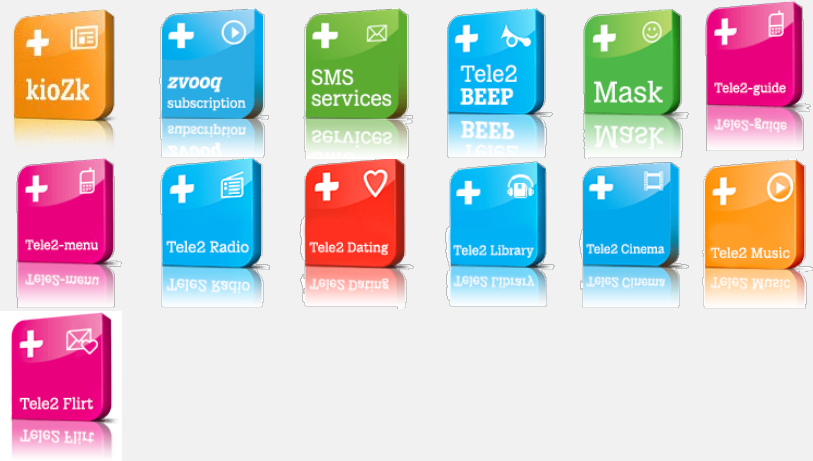 kioZk
zvooq
subscription
SMS
services
Tele2
BEEP
Mask
Tele2-guide
Tele2-menu
Tele2 Radio
Tele2 Dating
Tele2 Library
Tele2 Cinema
Tele2 Music
Tele2 Flirt